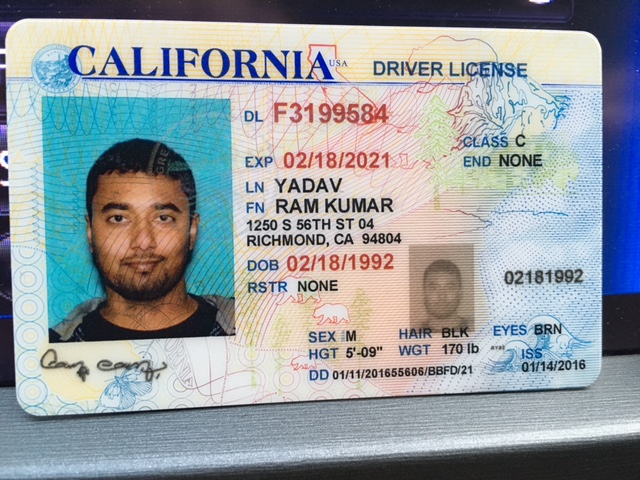 CALIFORNIA USA DRIVER LICENSE
DL F3199584
CLASS C
EXP 02/18/2021 END NONE
LN YADAV
FN RAM KUMAR
1250 S 56TH ST 04
RICHMOND, CA 94804
DOB 02/18/1992
RSTR NONE
02181992
SEX M HAIR BLK EYES BRN
HGT 5'-09" WGT 170 lb
ISS
DD 01/11/201655606/BBFD/21 01/14/2016